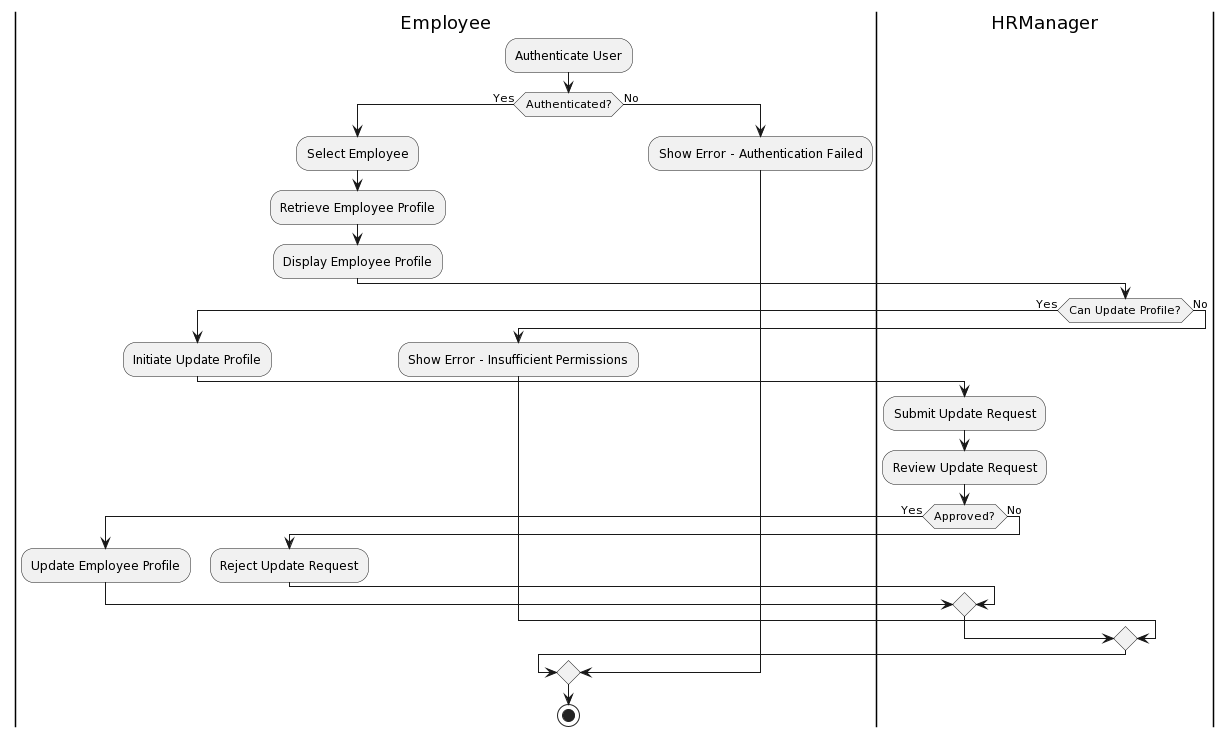 Employee
HRManager
Authenticate User
Yes
Authenticated?
No
Select Employee
Show Error - Authentication Failed
Retrieve Employee Profile
Display Employee Profile
Yes
Can Update Profile?
No
Initiate Update Profile
Show Error - Insufficient Permissions
Submit Update Request
Review Update Request
Yes
Approved?
No
Update Employee Profile
Reject Update Request